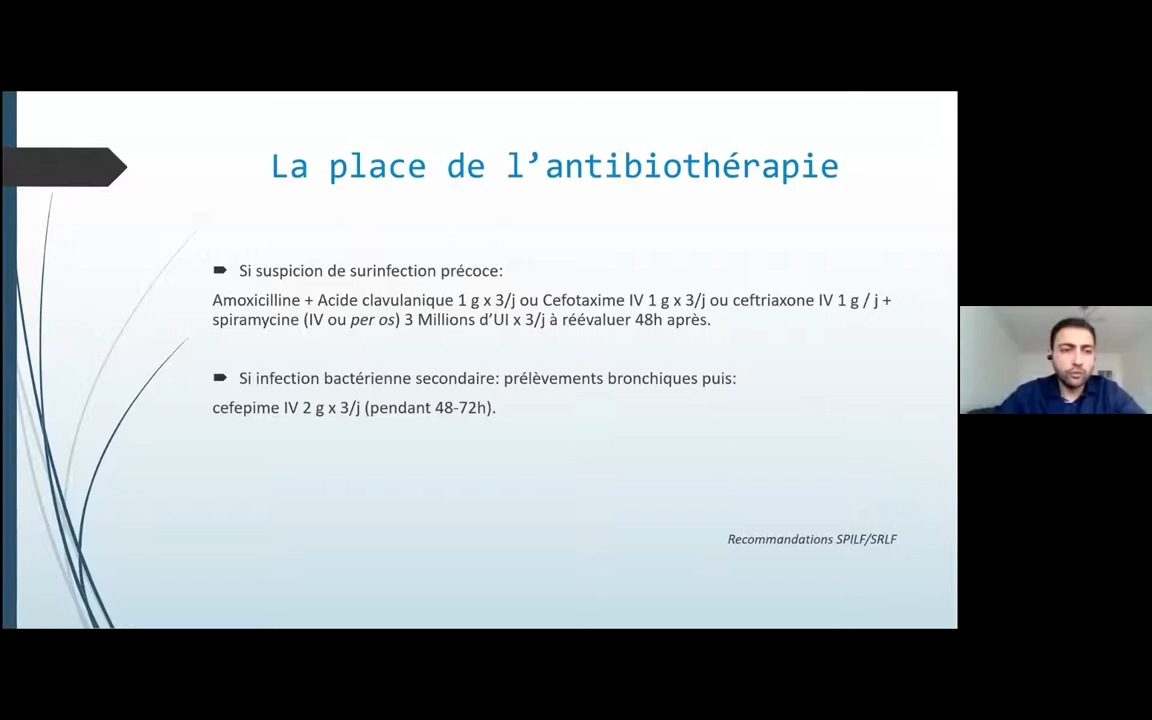 La place de l’antibiothérapie
Si suspicion de surinfection précoce:
Amoxicilline + Acide clavulanique 1 g x 3/j ou Cefotaxime IV 1 g x 3/j ou ceftriaxone IV 1 g / j +
spiramycine (IV ou per os) 3 Millions d’UI x 3/j à réévaluer 48h après.
Si infection bactérienne secondaire: prélèvements bronchiques puis:
cefepime IV 2 g x 3/j (pendant 48-72h).
Recommandations SPILF/SRLF